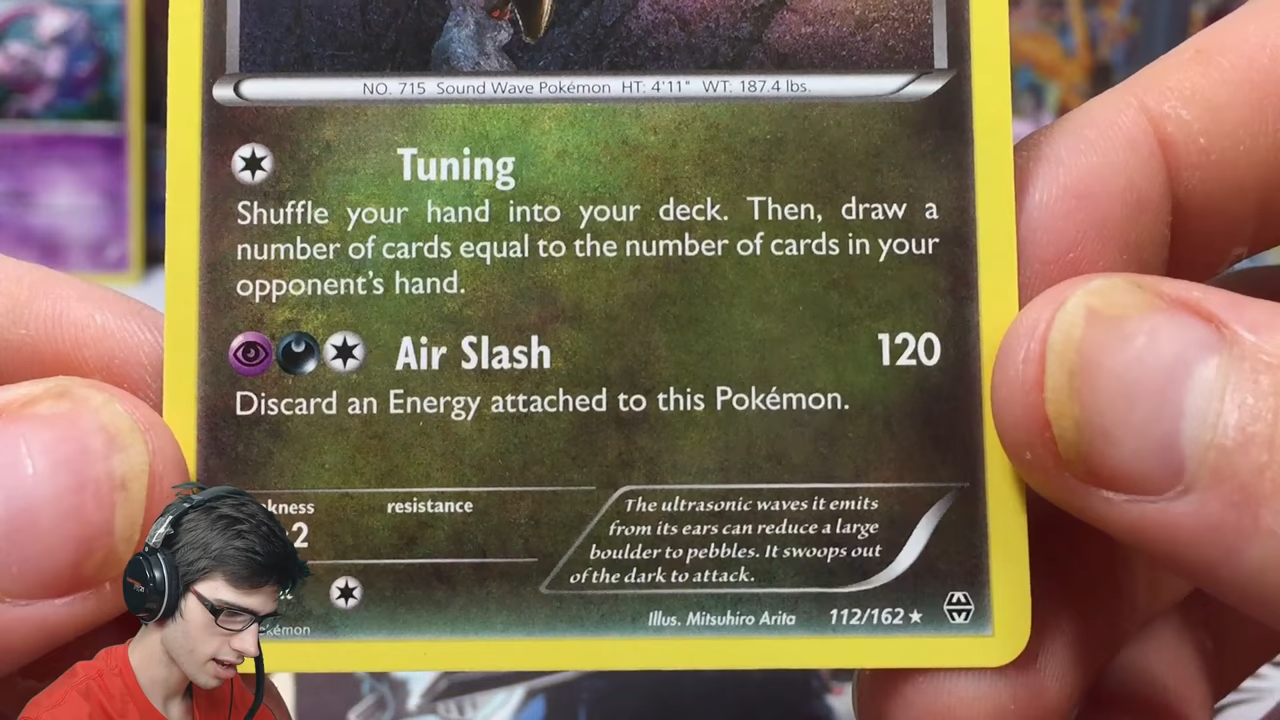 NO. 715 Sound Wave Pokémon HT: 4'11" WT: 187.4 lbs.
Tuning
Shuffle your hand into your deck. Then, draw a
number of cards equal to the number of cards in your
opponent's hand.
Air Slash 120
Discard an Energy attached to this Pokémon.
resistance
2
The ultrasonic waves it emits
from its ears can reduce a large
boulder to pebbles. It swoops out
of the dark to attack.
Illus. Mitsuhiro Arita 112/162